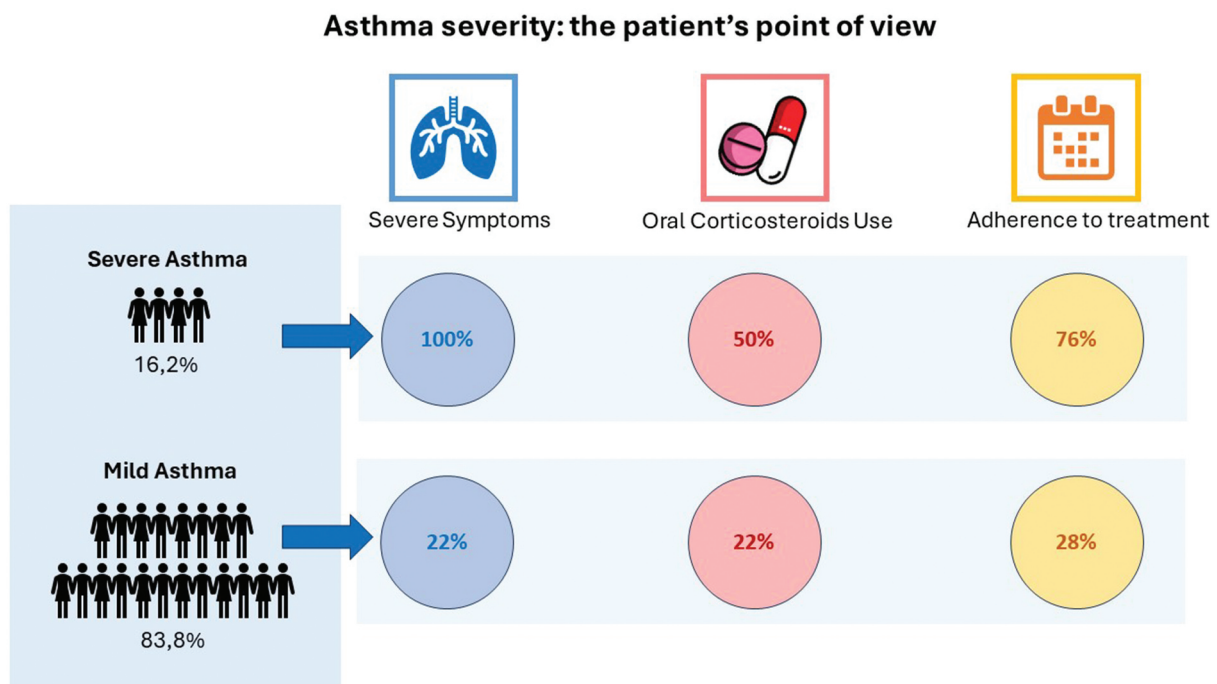 Asthma severity: the patient's point of view
Severe Symptoms
Oral Corticosteroids Use
Adherence to treatment
Severe Asthma
16,2%
100%
50%
76%
Mild Asthma
83,8%
22%
22%
28%